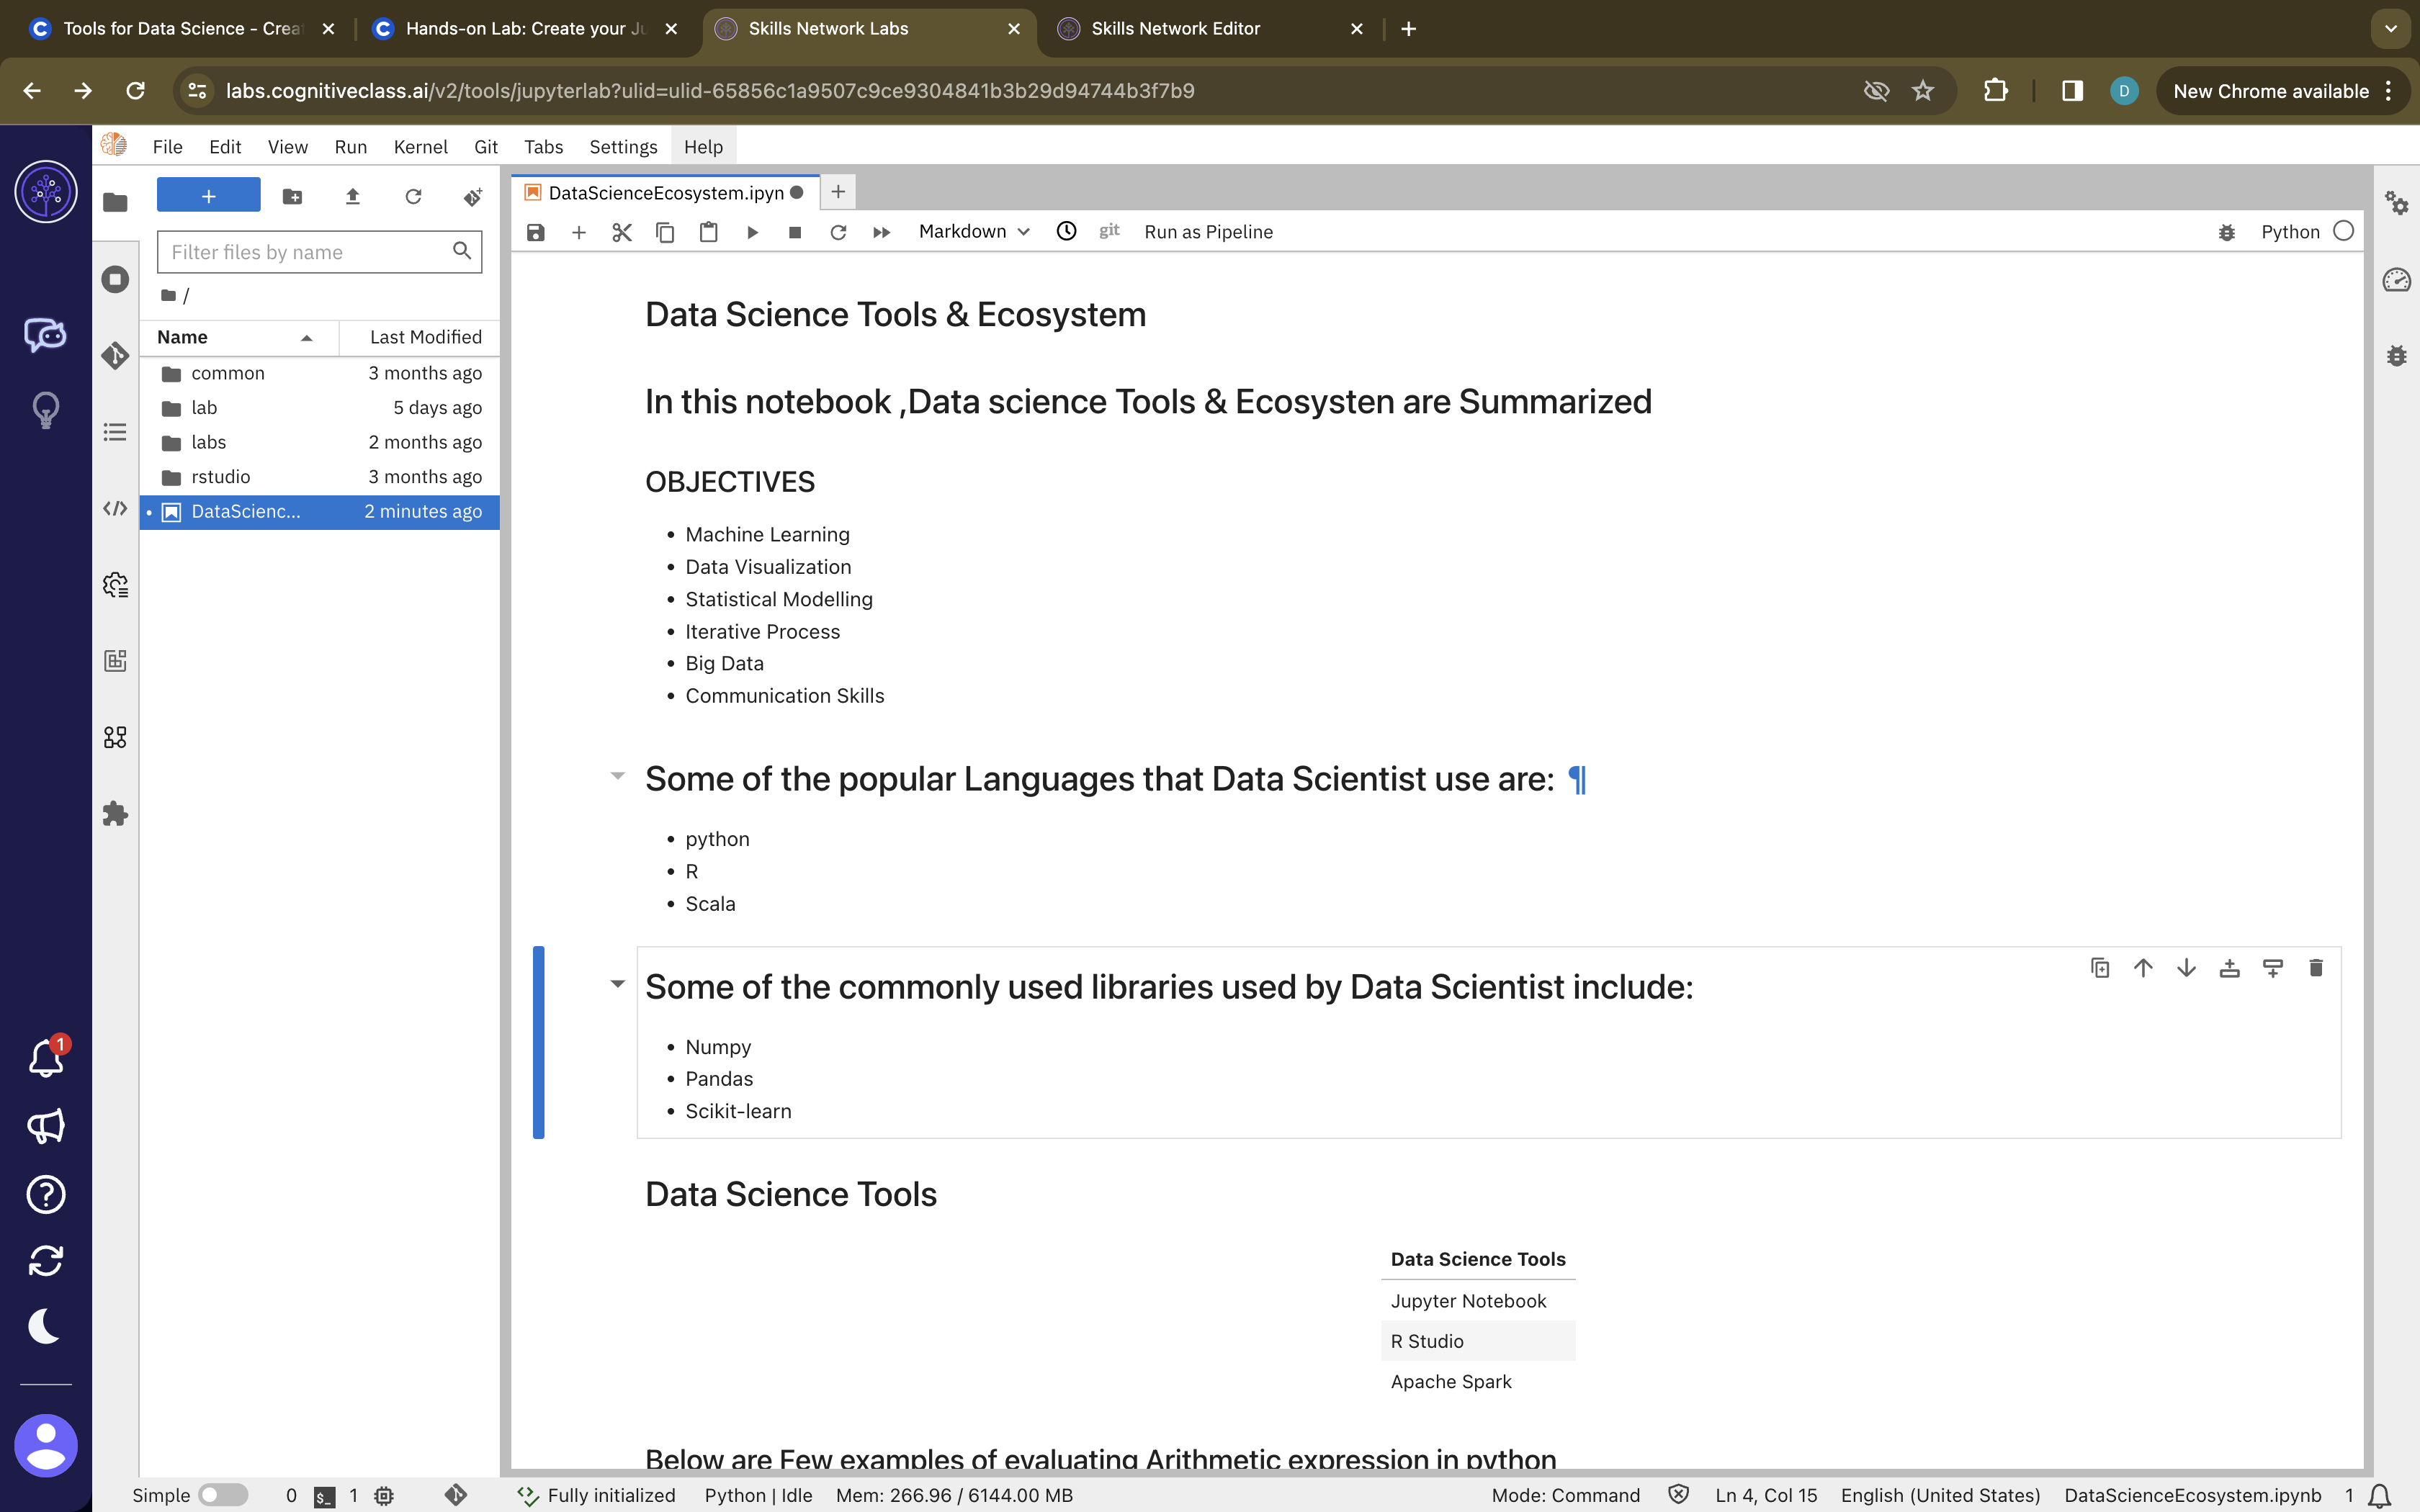 Tools for Data Science - Crea
Hands-on Lab: Create your Ju
Skills Network Labs
Skills Network Editor
labs.cognitiveclass.ai/v2/tools/jupyterlab?ulid=ulid-65856c1a9507c9ce9304841b3b29d94744b3f7b9
D
New Chrome available
File Edit View Run Kernel Git Tabs Settings Help
DataScienceEcosystem.ipyn
Markdown
git
Run as Pipeline
Python
Filter files by name
/
Name Last Modified
common 3 months ago
lab 5 days ago
labs 2 months ago
rstudio 3 months ago
DataScienc... 2 minutes ago
Data Science Tools & Ecosystem
In this notebook ,Data science Tools & Ecosysten are Summarized
OBJECTIVES
• Machine Learning
• Data Visualization
• Statistical Modelling
• Iterative Process
• Big Data
• Communication Skills
Some of the popular Languages that Data Scientist use are: ¶
• python
• R
• Scala
Some of the commonly used libraries used by Data Scientist include:
• Numpy
• Pandas
• Scikit-learn
Data Science Tools
Data Science Tools
Jupyter Notebook
R Studio
Apache Spark
Below are Few examples of evaluating Arithmetic expression in python
1
Simple 0 $_ 1 Fully initialized Python | Idle Mem: 266.96 / 6144.00 MB Mode: Command Ln 4, Col 15 English (United States) DataScienceEcosystem.ipynb 1